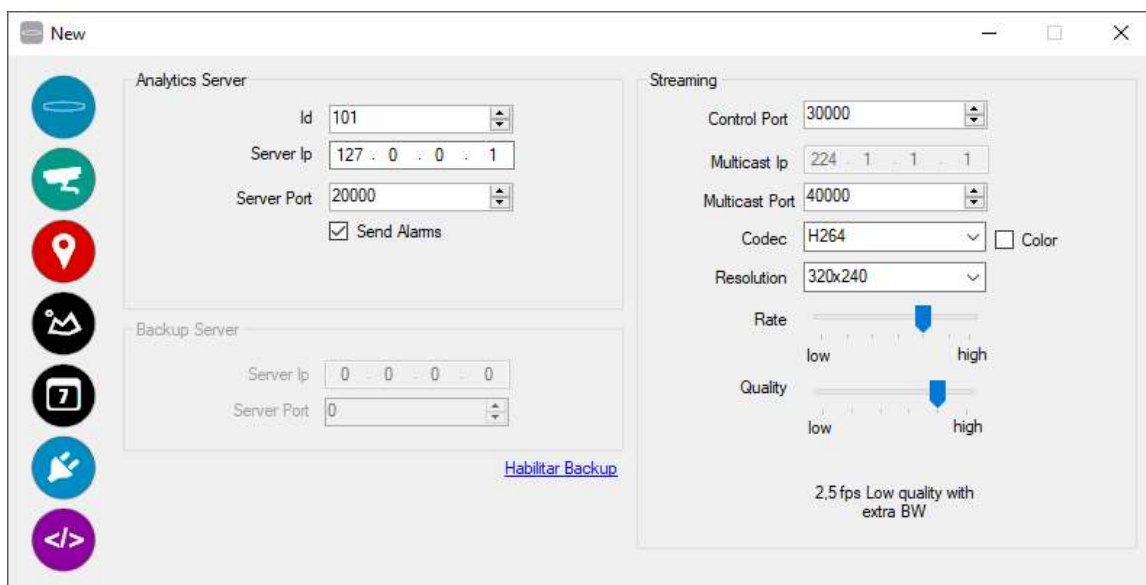 New
Analytics Server
Id 101
Server Ip 127 . 0 . 0 . 1
Server Port 20000
Send Alarms
Backup Server
Server Ip 0 . 0 . 0 . 0
Server Port 0
Habilitar Backup
Streaming
Control Port 30000
Multicast Ip 224 . 1 . 1 . 1
Multicast Port 40000
Codec H264 Color
Resolution 320x240
Rate
low high
Quality
low high
2,5 fps Low quality with
extra BW
7
</>